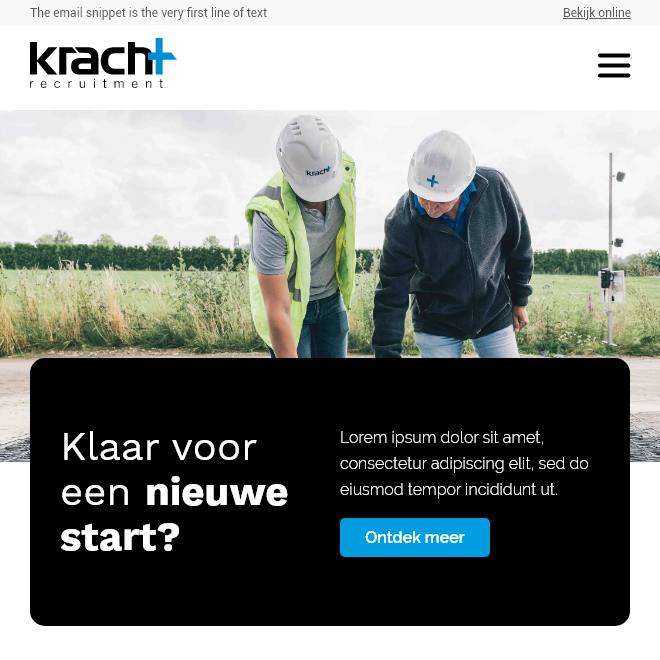 The email snippet is the very first line of text
Bekijk online
kracht
recruitment
kracht
Klaar voor
een nieuwe
start?
Lorem ipsum dolor sit amet,
consectetur adipiscing elit, sed do
eiusmod tempor incididunt ut.
Ontdek meer